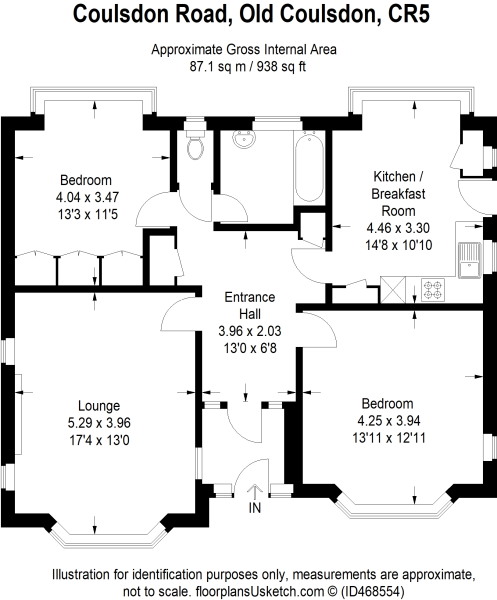 Coulsdon Road, Old Coulsdon, CR5
Approximate Gross Internal Area
87.1 sq m / 938 sq ft
Bedroom
4.04 x 3.47
13'3 x 11'5
Kitchen /
Breakfast
Room
4.46 x 3.30
14'8 x 10'10
Entrance
Hall
3.96 x 2.03
13'0 x 6'8
Lounge
5.29 x 3.96
17'4 x 13'0
Bedroom
4.25 x 3.94
13'11 x 12'11
IN
Illustration for identification purposes only, measurements are approximate,
not to scale. floorplansUsketch.com © (ID468554)